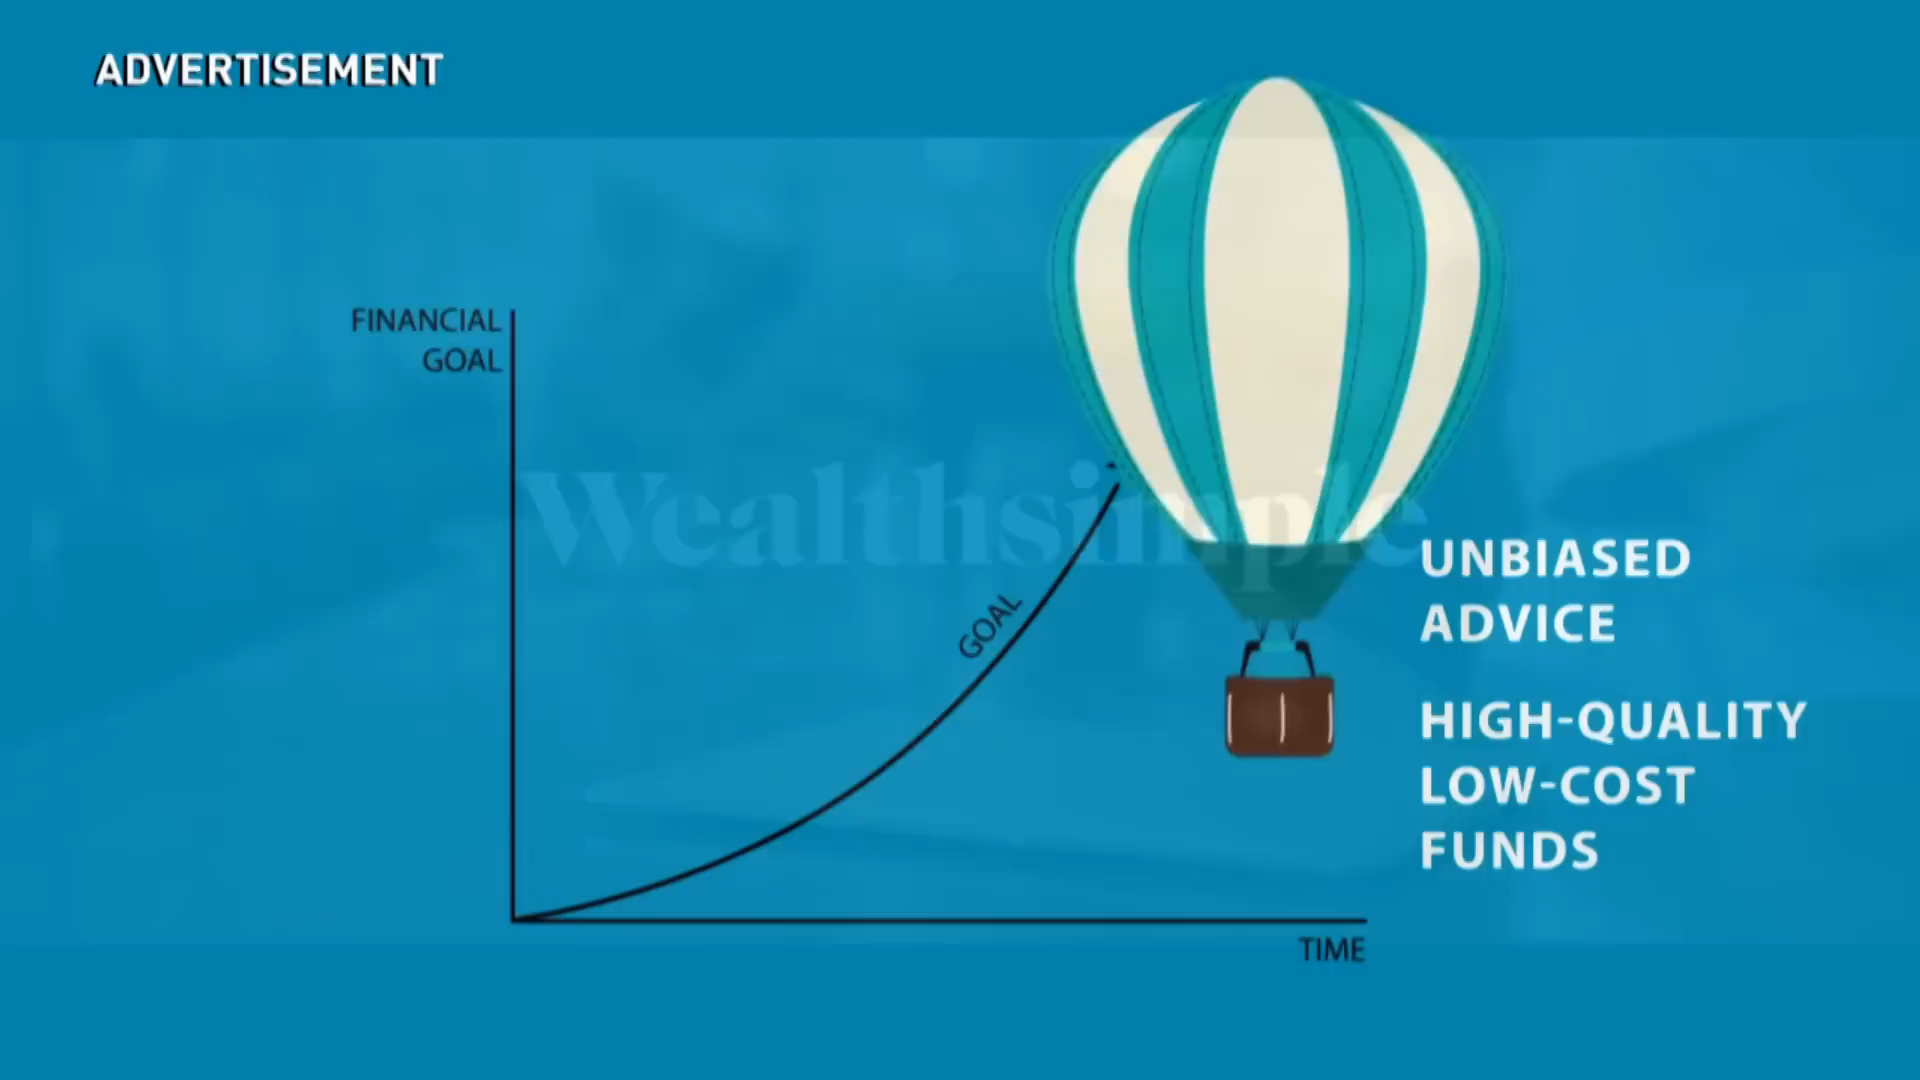 ADVERTISEMENT
FINANCIAL
GOAL
Wealthsimple
GOAL
UNBIASED
ADVICE
HIGH-QUALITY
LOW-COST
FUNDS
TIME